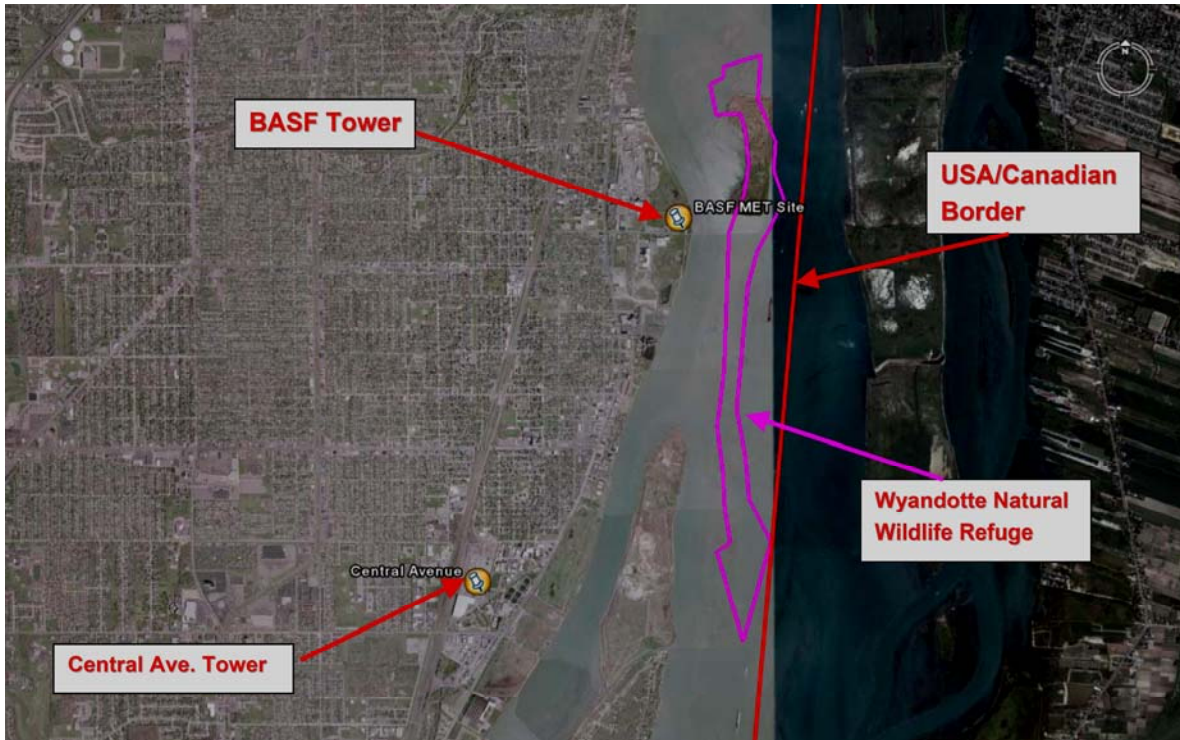 BASF Tower
N
USA/Canadian
Border
BASF MET Site
Wyandotte Natural
Wildlife Refuge
Central Avenue
Central Ave. Tower